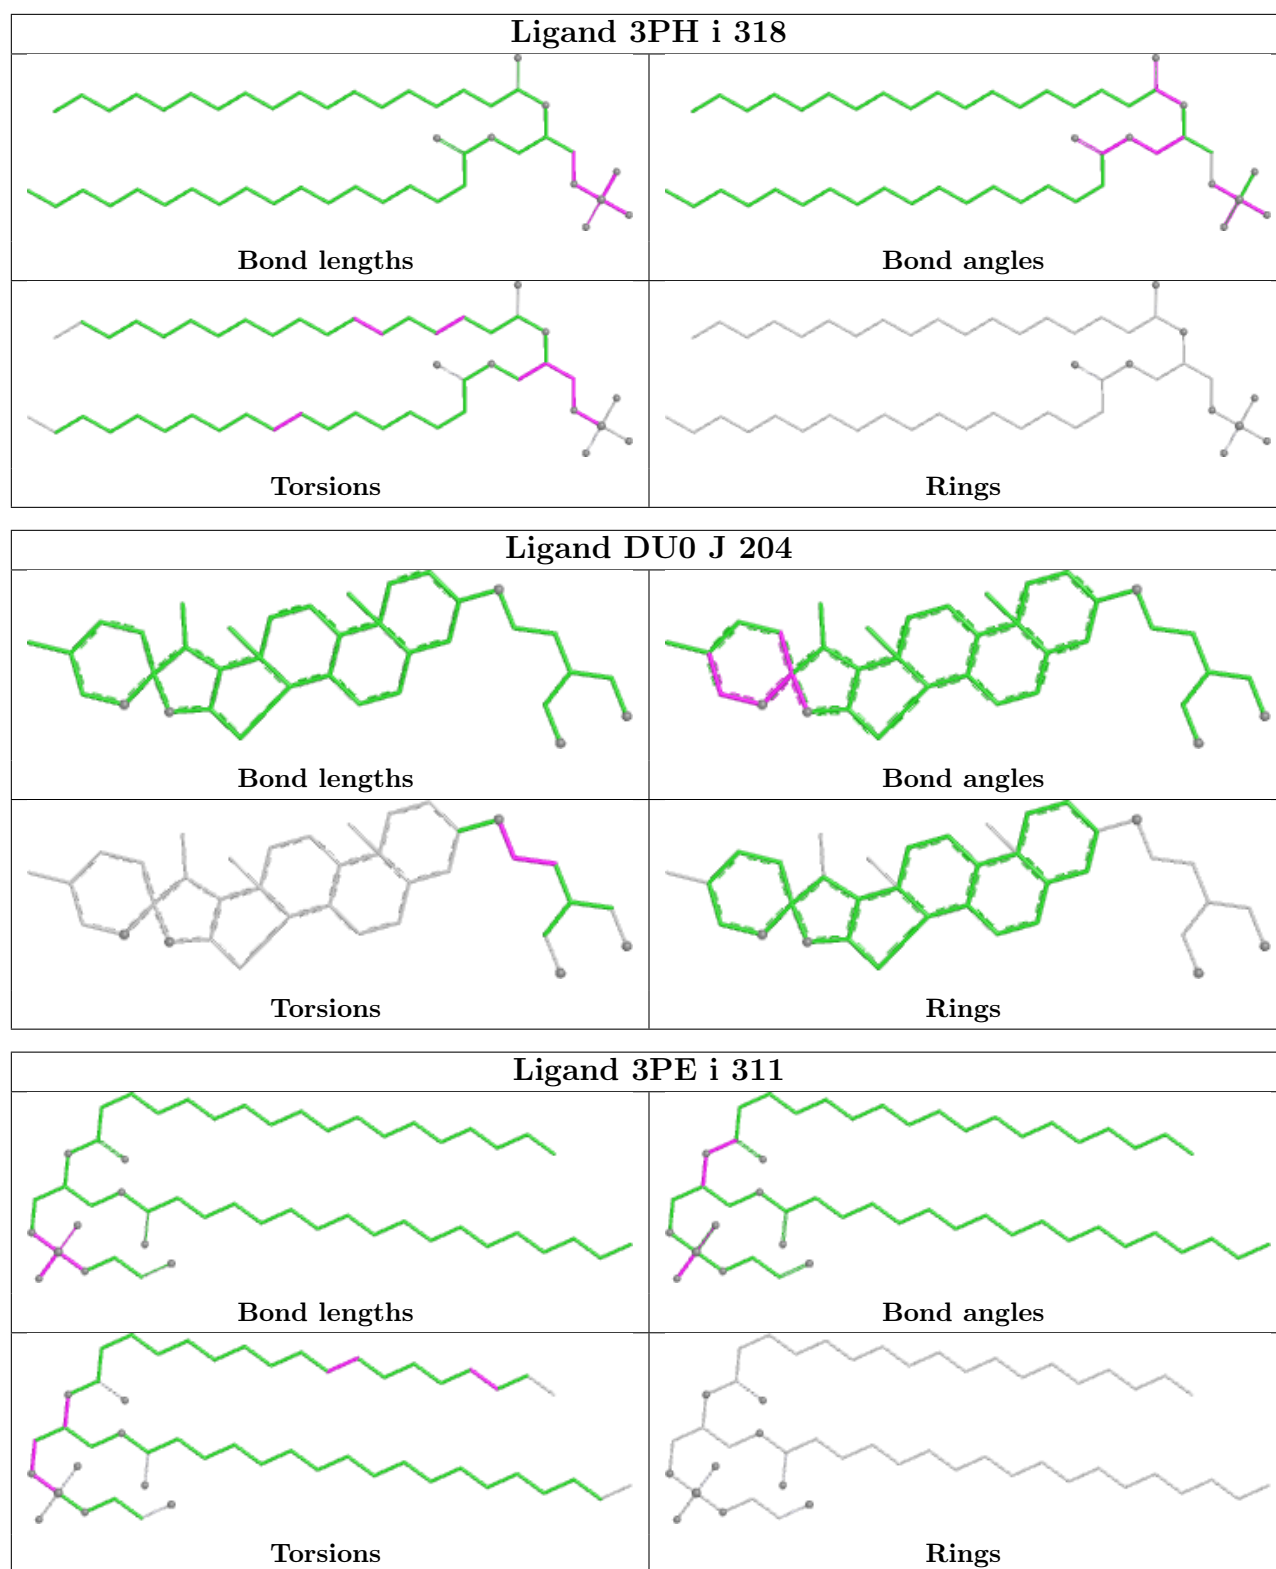 Ligand 3PH i 318
Bond lengths
Bond angles
Torsions
Rings
Ligand DU0 J 204
Bond lengths
Bond angles
Torsions
Rings
Ligand 3PE i 311
Bond lengths
Bond angles
Torsions
Rings